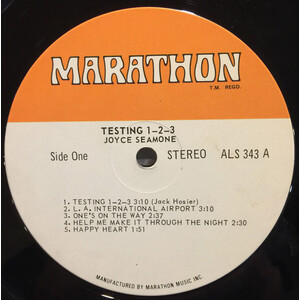 MARATHON
T.M. REGD.
TESTING 1-2-3
JOYCE SEAMONE
Side One STEREO ALS 343 A
1. TESTING 1-2-3 3:10 (Jack Hosier)
2. L. A. INTERNATIONAL AIRPORT 3:10
3. ONE'S ON THE WAY 2:37
4. HELP ME MAKE IT THROUGH THE NIGHT 2:30
5. HAPPY HEART 1:51
MANUFACTURED BY MARATHON MUSIC INC.